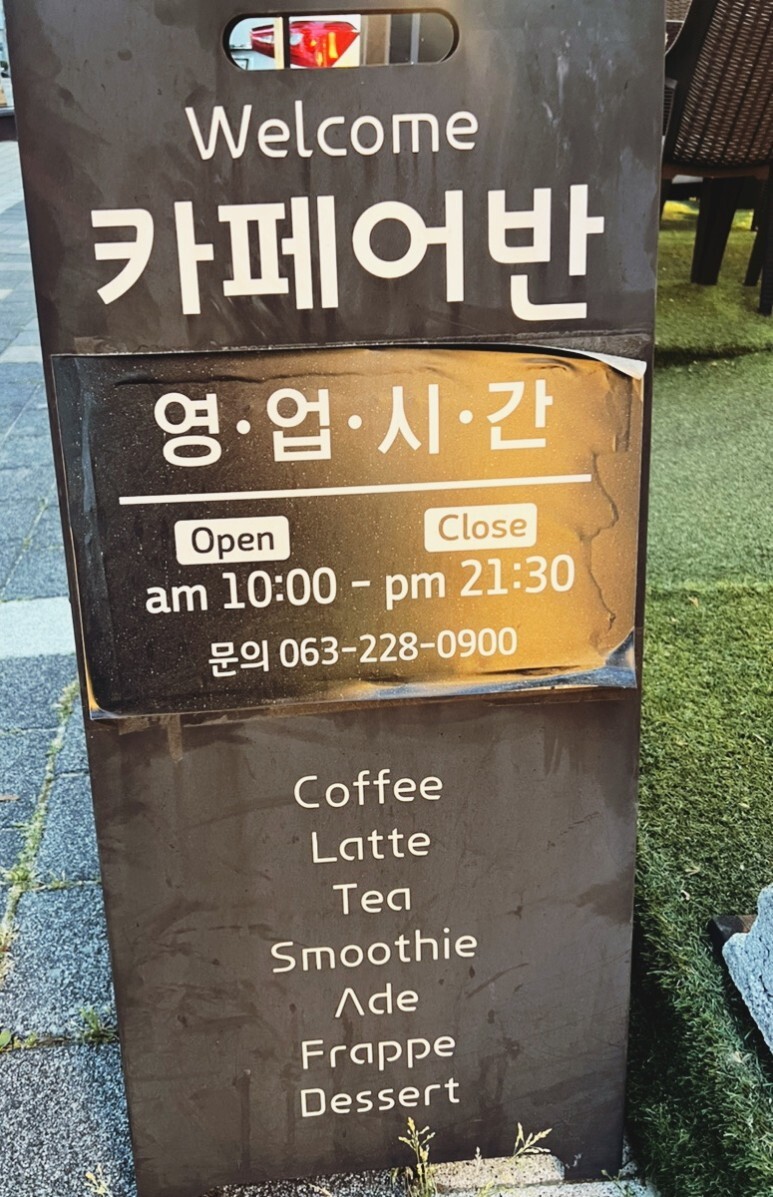 Welcome
카페어반
영·업·시·간
Open Close
am 10:00 - pm 21:30
문의 063-228-0900
Coffee
Latte
Tea
Smoothie
Ade
Frappe
Dessert